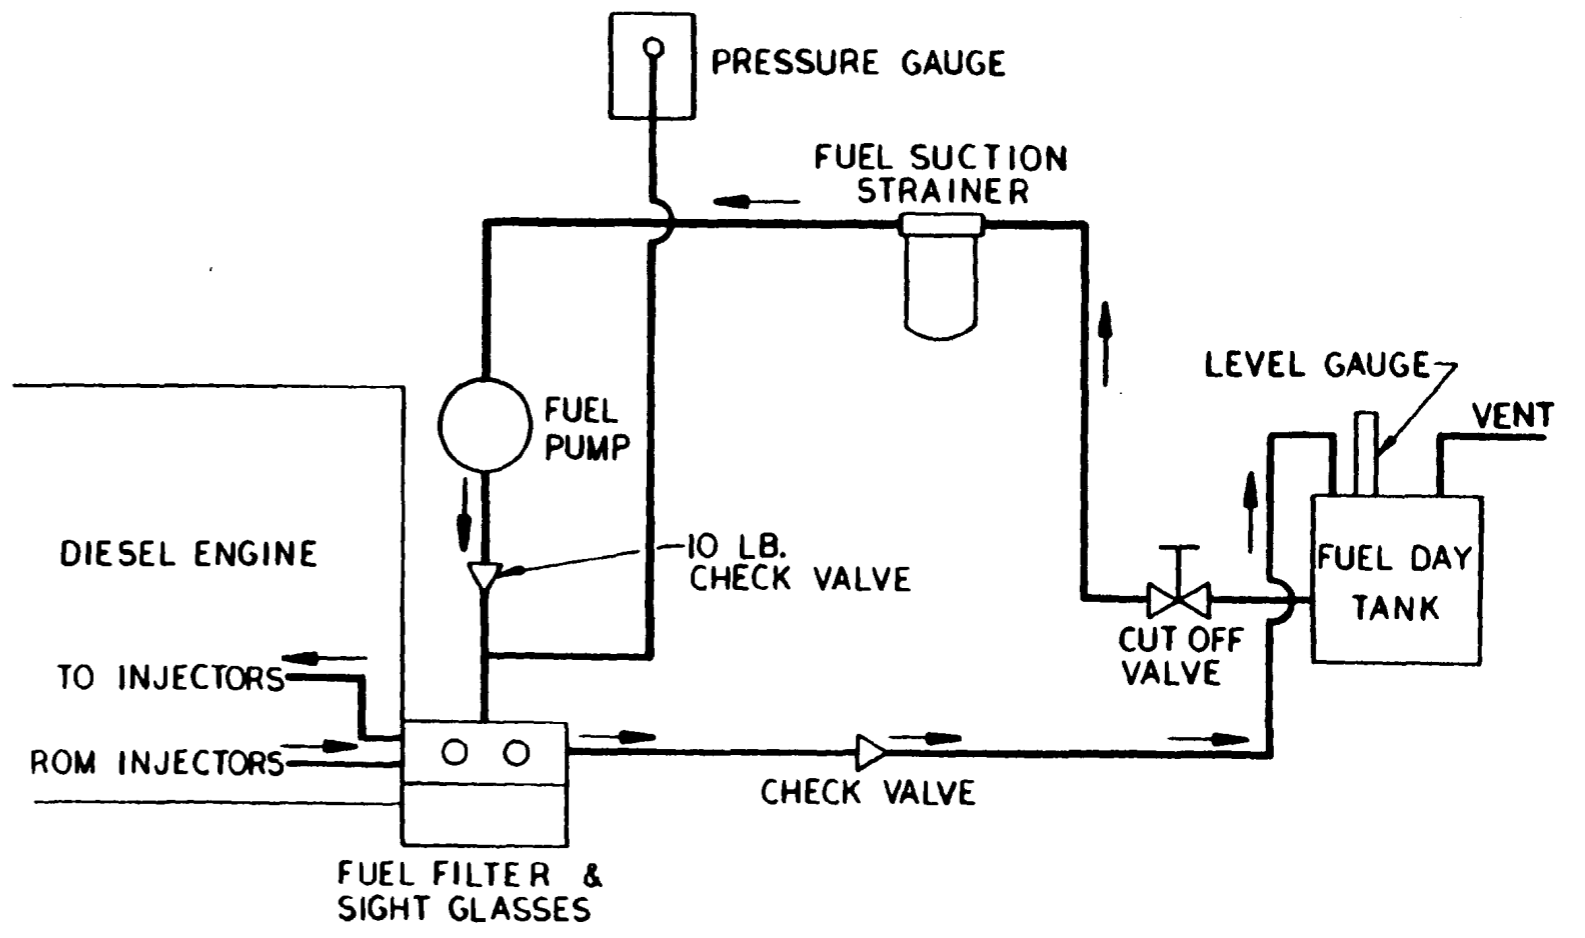 PRESSURE GAUGE
FUEL SUCTION
STRAINER
LEVEL GAUGE
VENT
FUEL
PUMP
DIESEL ENGINE
10 LB.
CHECK VALVE
FUEL DAY
TANK
CUT OFF
VALVE
TO INJECTORS
ROM INJECTORS
CHECK VALVE
FUEL FILTER &
SIGHT GLASSES